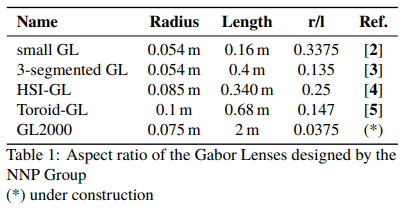 Name Radius Length r/l Ref.
small GL 0.054 m 0.16 m 0.3375 [2]
3-segmented GL 0.054 m 0.4 m 0.135 [3]
HSI-GL 0.085 m 0.340 m 0.25 [4]
Toroid-GL 0.1 m 0.68 m 0.147 [5]
GL2000 0.075 m 2 m 0.0375 (*)
Table 1: Aspect ratio of the Gabor Lenses designed by the
NNP Group
(*) under construction